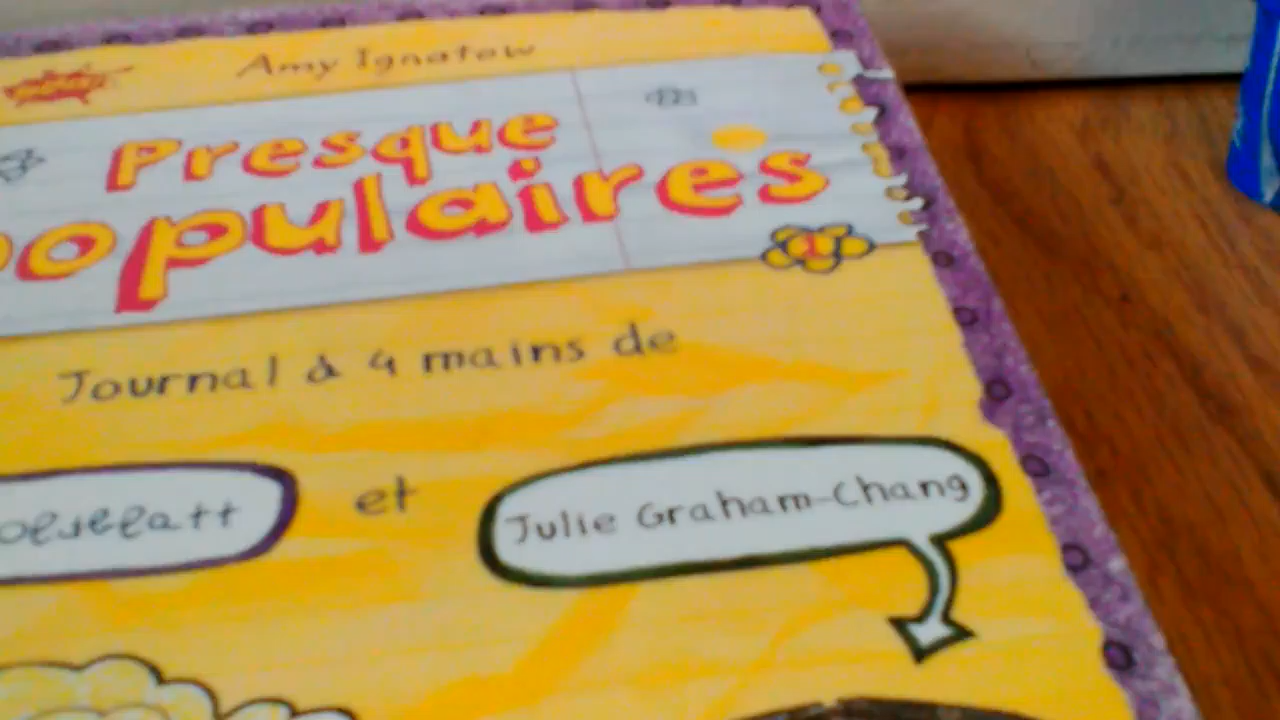 Amy Ignatow
Presque
populaires
Journal à 4 mains de
et
Julie Graham-Chang